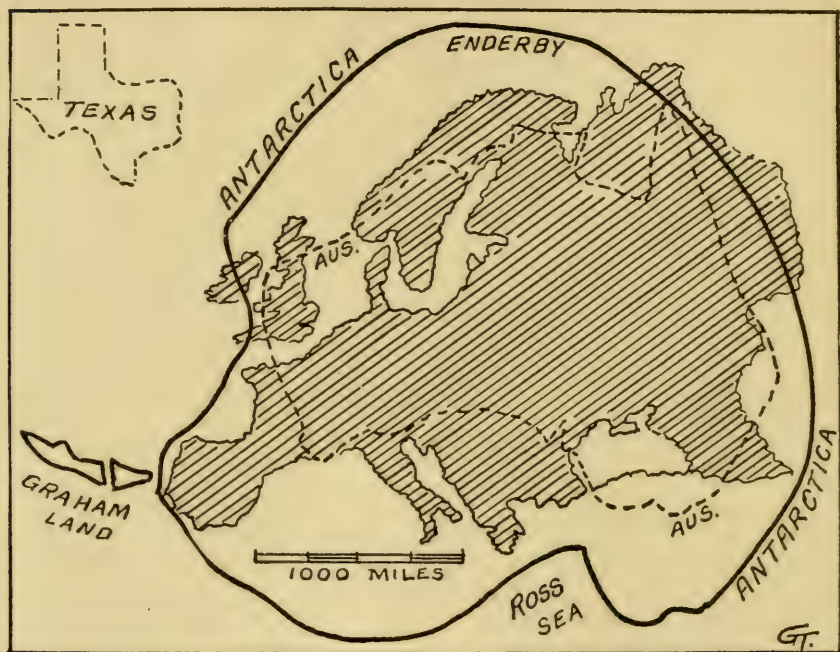 ENDERBY
ANTARCTICA
TEXAS
AUS.
GRAHAM
LAND
1000 MILES
ROSS
SEA
AUS.
ANTARCTICA
GT.